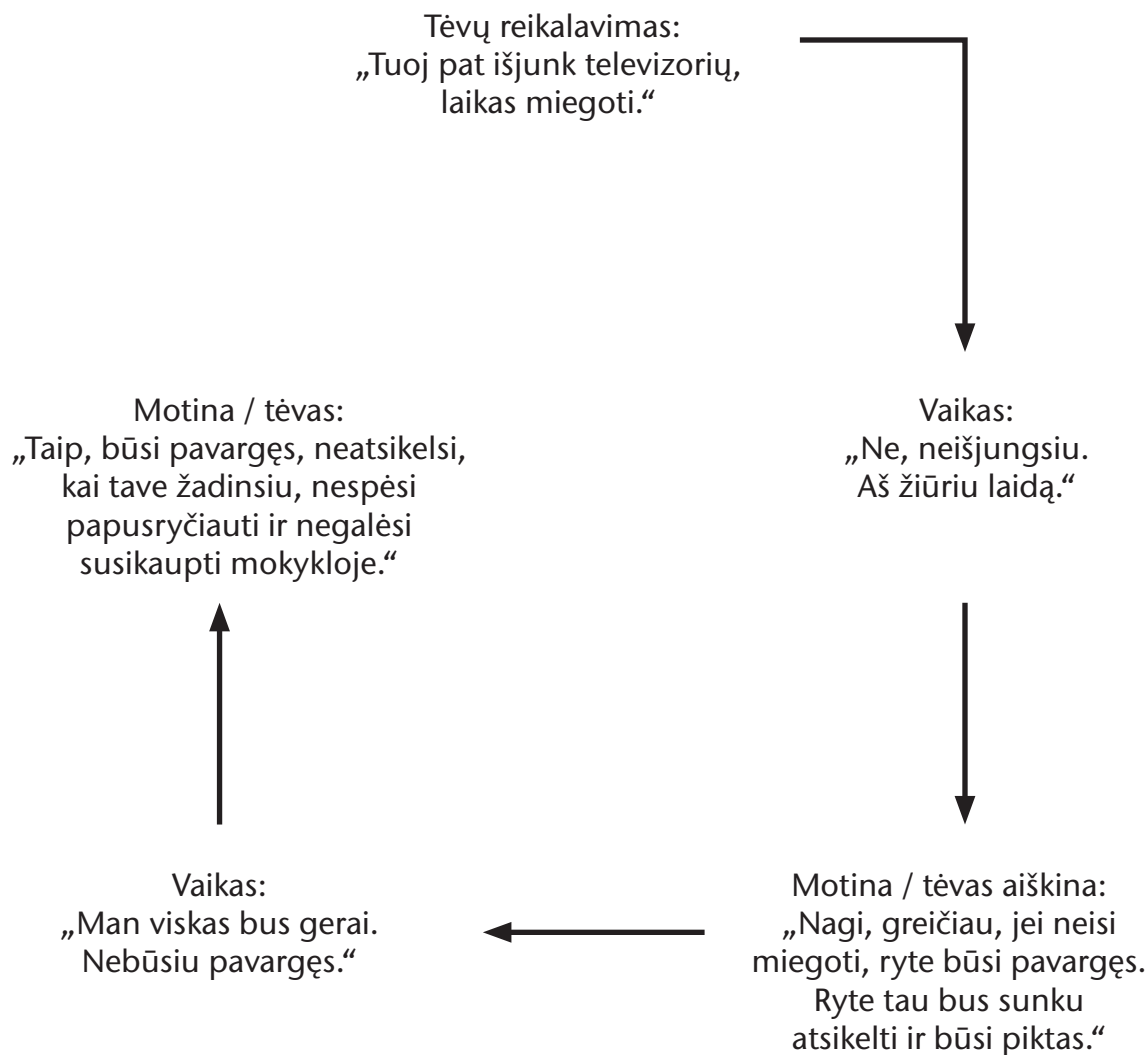 Tėvų reikalavimas:
„Tuoj pat išjunk televizorių,
laikas miegoti.“
Vaikas:
„Ne, neišjungsiu.
Aš žiūriu laidą.“
Motina / tėvas aiškina:
„Nagi, greičiau, jei neisi
miegoti, ryte būsi pavargęs.
Ryte tau bus sunku
atsikelti ir būsi piktas.“
Vaikas:
„Man viskas bus gerai.
Nebūsiu pavargęs.“
Motina / tėvas:
„Taip, būsi pavargęs, neatsikelsi,
kai tave žadinsiu, nespėsi
papusryčiauti ir negalėsi
susikaupti mokykloje.“